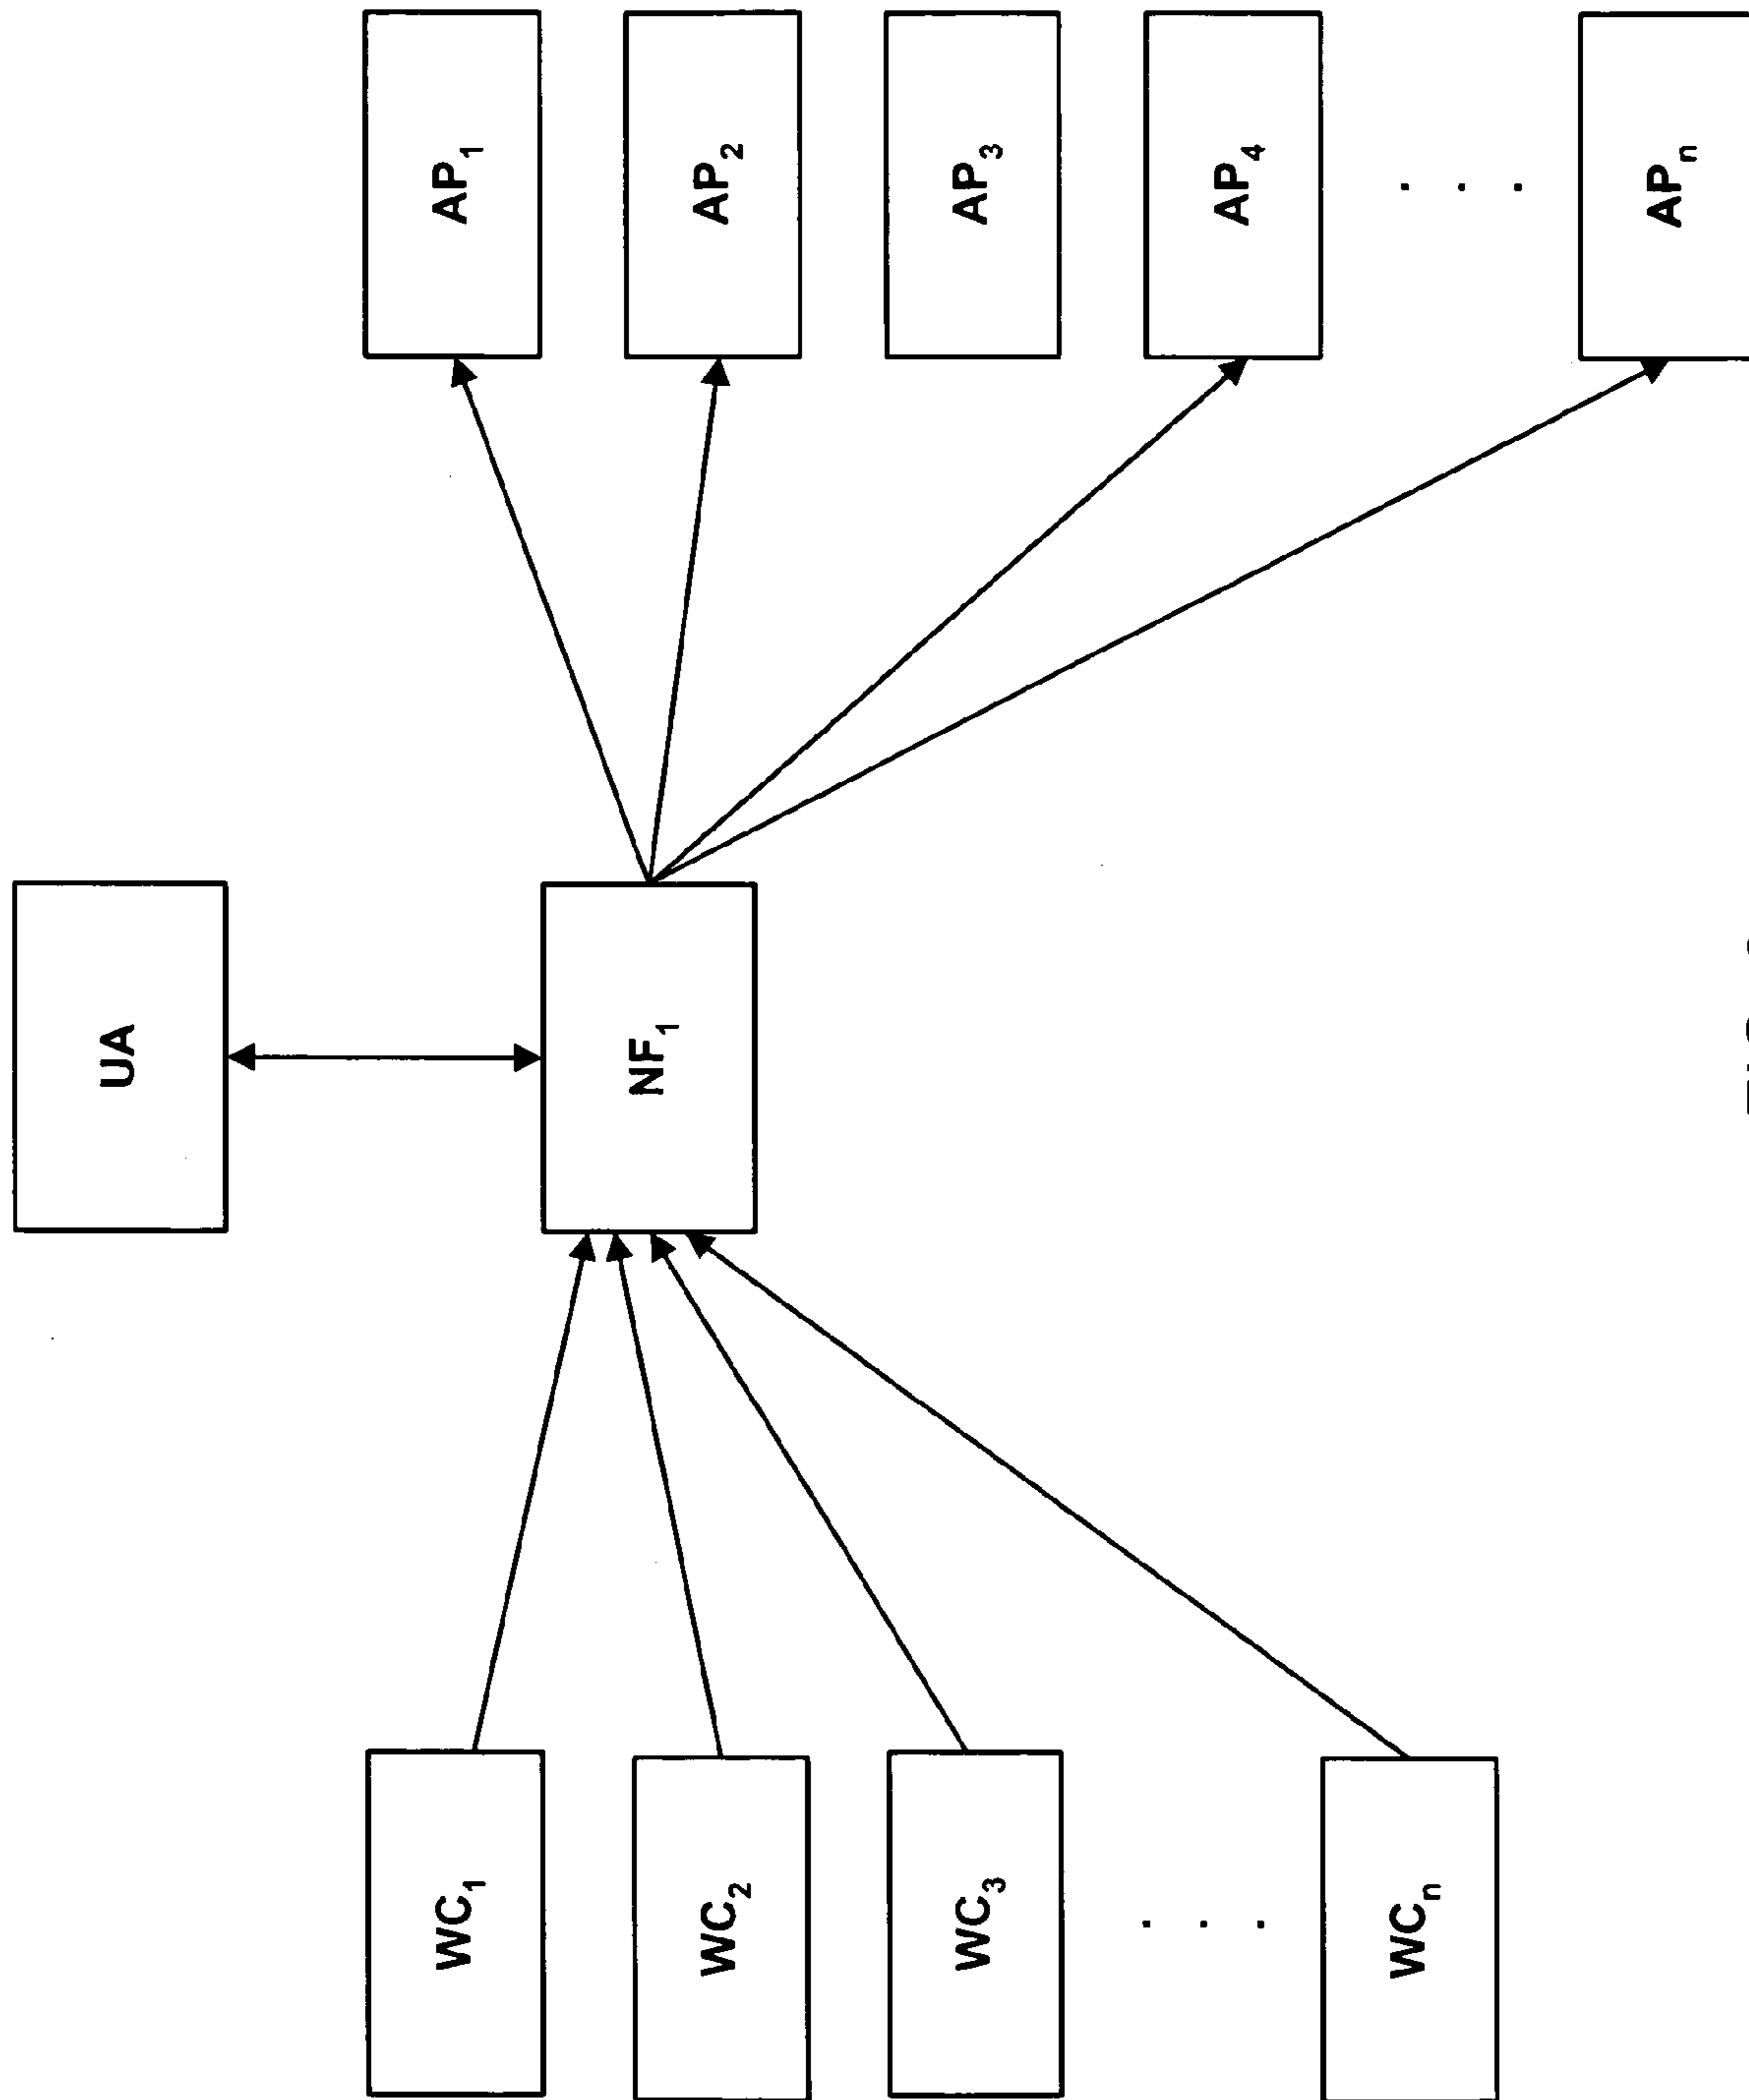 UA
NF1
WC1
WC2
WC3
. . .
WCn
AP1
AP2
AP3
AP4
. . .
APn